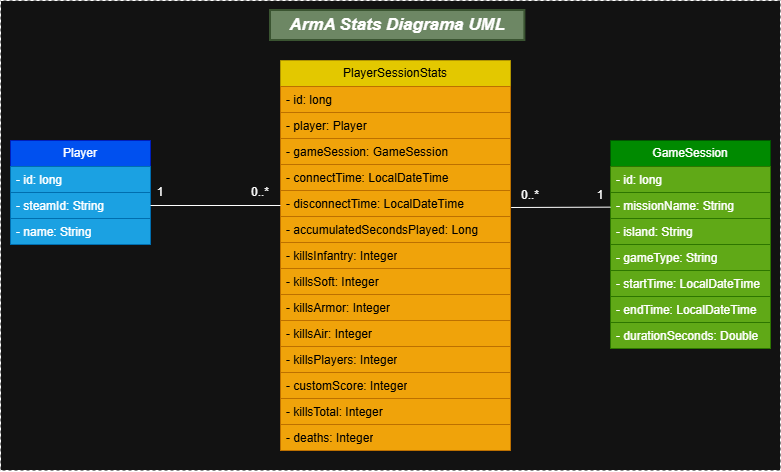 ArmA Stats Diagrama UML
Player
- id: long
- steamId: String
- name: String
1
0..*
PlayerSessionStats
- id: long
- player: Player
- gameSession: GameSession
- connectTime: LocalDateTime
- disconnectTime: LocalDateTime
- accumulatedSecondsPlayed: Long
- killsInfantry: Integer
- killsSoft: Integer
- killsArmor: Integer
- killsAir: Integer
- killsPlayers: Integer
- customScore: Integer
- killsTotal: Integer
- deaths: Integer
0..*
1
GameSession
- id: long
- missionName: String
- island: String
- gameType: String
- startTime: LocalDateTime
- endTime: LocalDateTime
- durationSeconds: Double